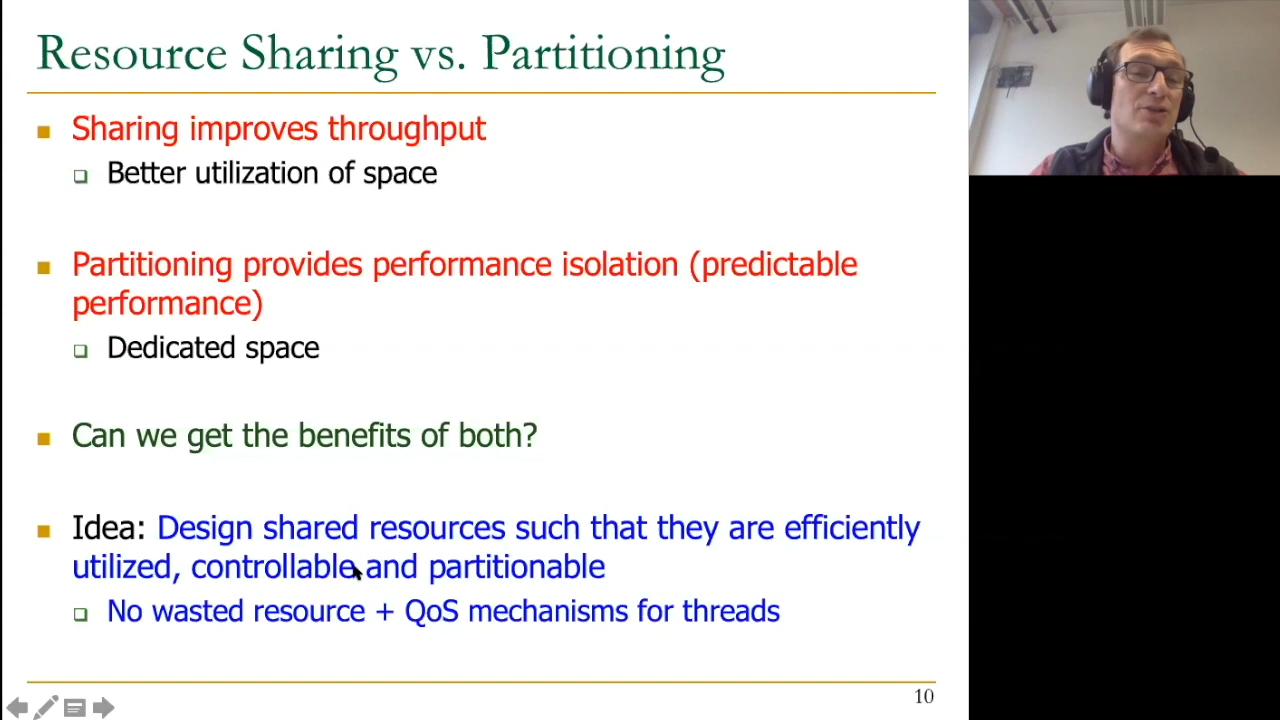 Resource Sharing vs. Partitioning
Sharing improves throughput
Better utilization of space
Partitioning provides performance isolation (predictable
performance)
Dedicated space
Can we get the benefits of both?
Idea: Design shared resources such that they are efficiently
utilized, controllable and partitionable
No wasted resource + QoS mechanisms for threads
10